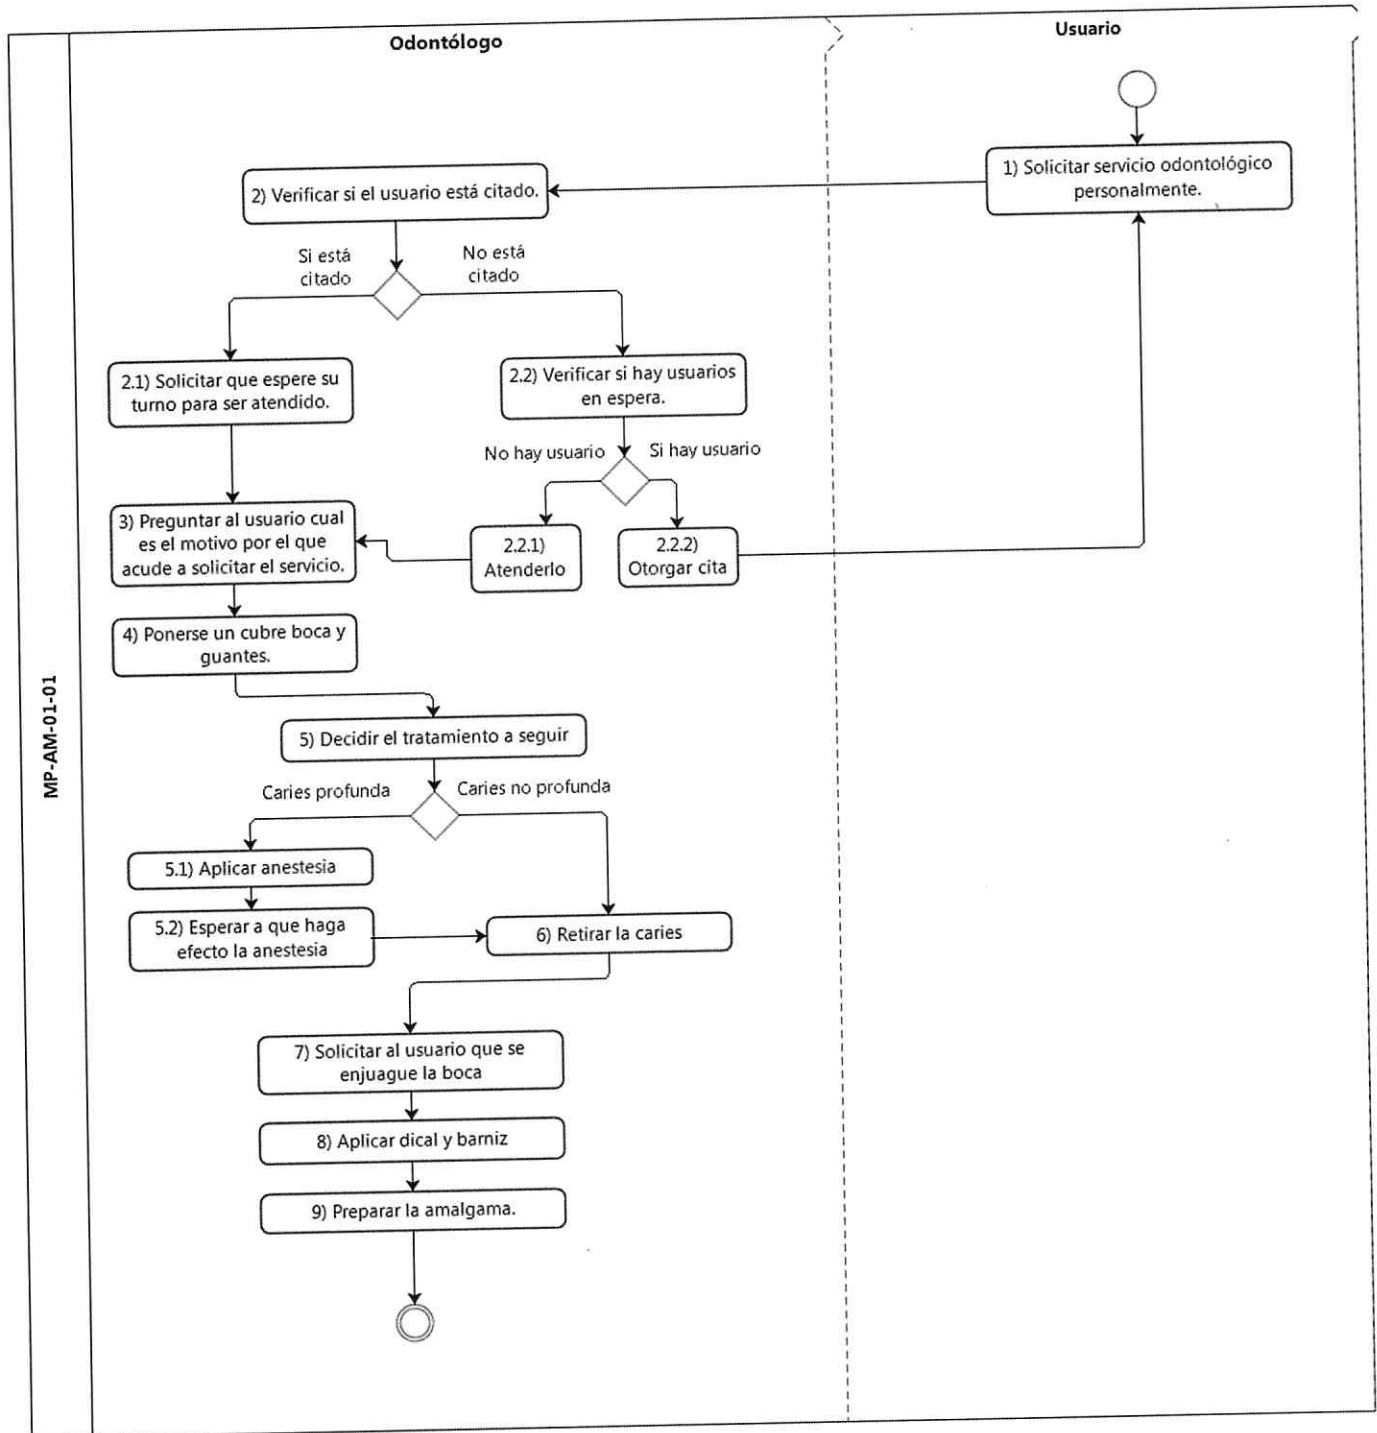 Odontólogo
Usuario
1) Solicitar servicio odontológico
personalmente.
2) Verificar si el usuario está citado.
Si está
citado
No está
citado
2.1) Solicitar que espere su
turno para ser atendido.
2.2) Verificar si hay usuarios
en espera.
No hay usuario
Si hay usuario
3) Preguntar al usuario cual
es el motivo por el que
acude a solicitar el servicio.
2.2.1)
Atenderlo
2.2.2)
Otorgar cita
4) Ponerse un cubre boca y
guantes.
MP-AM-01-01
5) Decidir el tratamiento a seguir
Caries profunda
Caries no profunda
5.1) Aplicar anestesia
5.2) Esperar a que haga
efecto la anestesia
6) Retirar la caries
7) Solicitar al usuario que se
enjuague la boca
8) Aplicar dical y barniz
9) Preparar la amalgama.